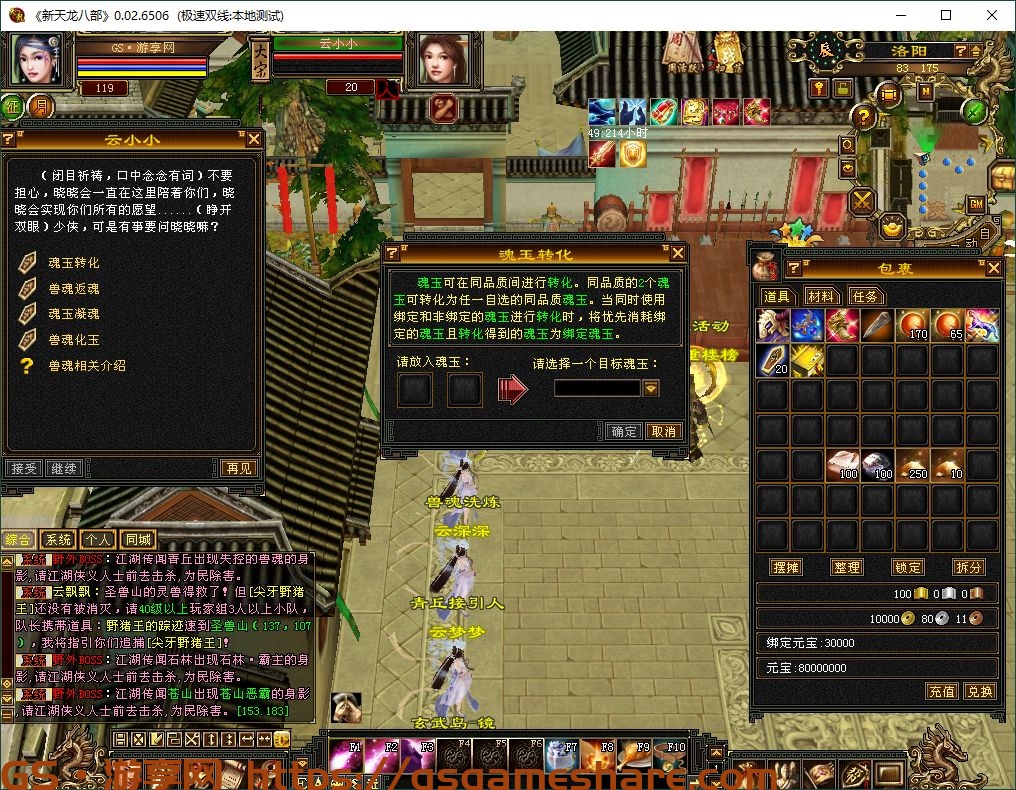 《新天龙八部》0.02.6506 (极速双线:本地测试)
GS·游享网
119
大宋
云小小
20
洛阳
83 175
49:214小时
云小小
(闭目祈祷，口中念念有词)不要
担心，晓晓会一直在这里陪着你们，晓
晓会实现你们所有的愿望......(睁开
双眼)少侠，可是有事要问晓晓嘛？
魂玉转化
兽魂返魂
魂玉凝魂
兽魂化玉
兽魂相关介绍
接受
继续
再见
魂玉转化
魂玉可在同品质间进行转化。同品质的2个魂
玉可转化为任一自选的同品质魂玉。当同时使用
绑定和非绑定的魂玉进行转化时，将优先消耗绑
定的魂玉且转化得到的魂玉为绑定魂玉。
请放入魂玉：
请选择一个目标魂玉：
确定
取消
活动
重楼榜
包裹
道具
材料
任务
170
65
20
100
100
250
10
摆摊
整理
锁定
拆分
100 0 0
10000 80 11
绑定元宝:30000
元宝:80000000
充值
兑换
兽魂洗炼
云深深
青丘接引人
云梦梦
玄武岛 镜
综合
系统
个人
同城
系统 野外BOSS：江湖传闻青丘出现失控的兽魂的身
影,请江湖侠义人士前去击杀,为民除害。
系统 云飘飘：圣兽山的灵兽得救了！但[尖牙野猪
王]还没有被消灭，请40级以上玩家组3人以上小队，
队长携带道具：野猪王的踪迹速到圣兽山(137，107
)，我将指引你们追捕[尖牙野猪王]！
系统 野外BOSS：江湖传闻石林出现石林·霸主的身
影,请江湖侠义人士前去击杀,为民除害。
系统 野外BOSS：江湖传闻苍山出现苍山恶霸的身影
,请江湖侠义人士前去击杀,为民除害。[153.183]
F1
F2
F3
F4
F5
F6
F7
F8
F9
F10
GS·游享网 https://gsgameshare.com